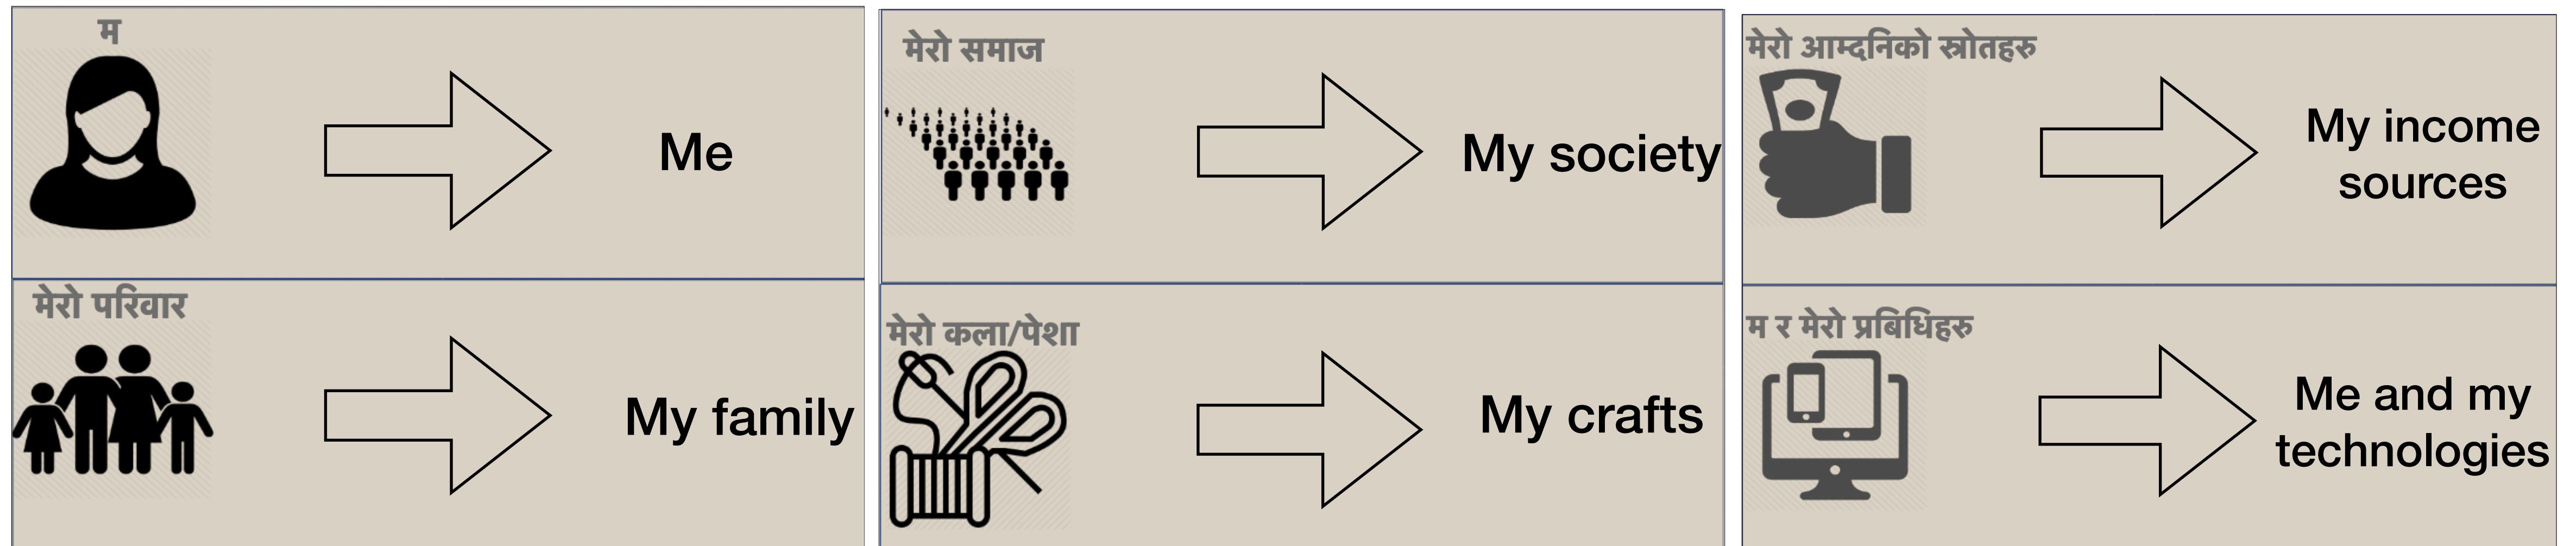 म
Me
मेरो परिवार
My family
मेरो समाज
My society
मेरो कला/पेशा
My crafts
मेरो आम्दनिको स्रोतहरु
My income
sources
म र मेरो प्रबिधिहरु
Me and my
technologies